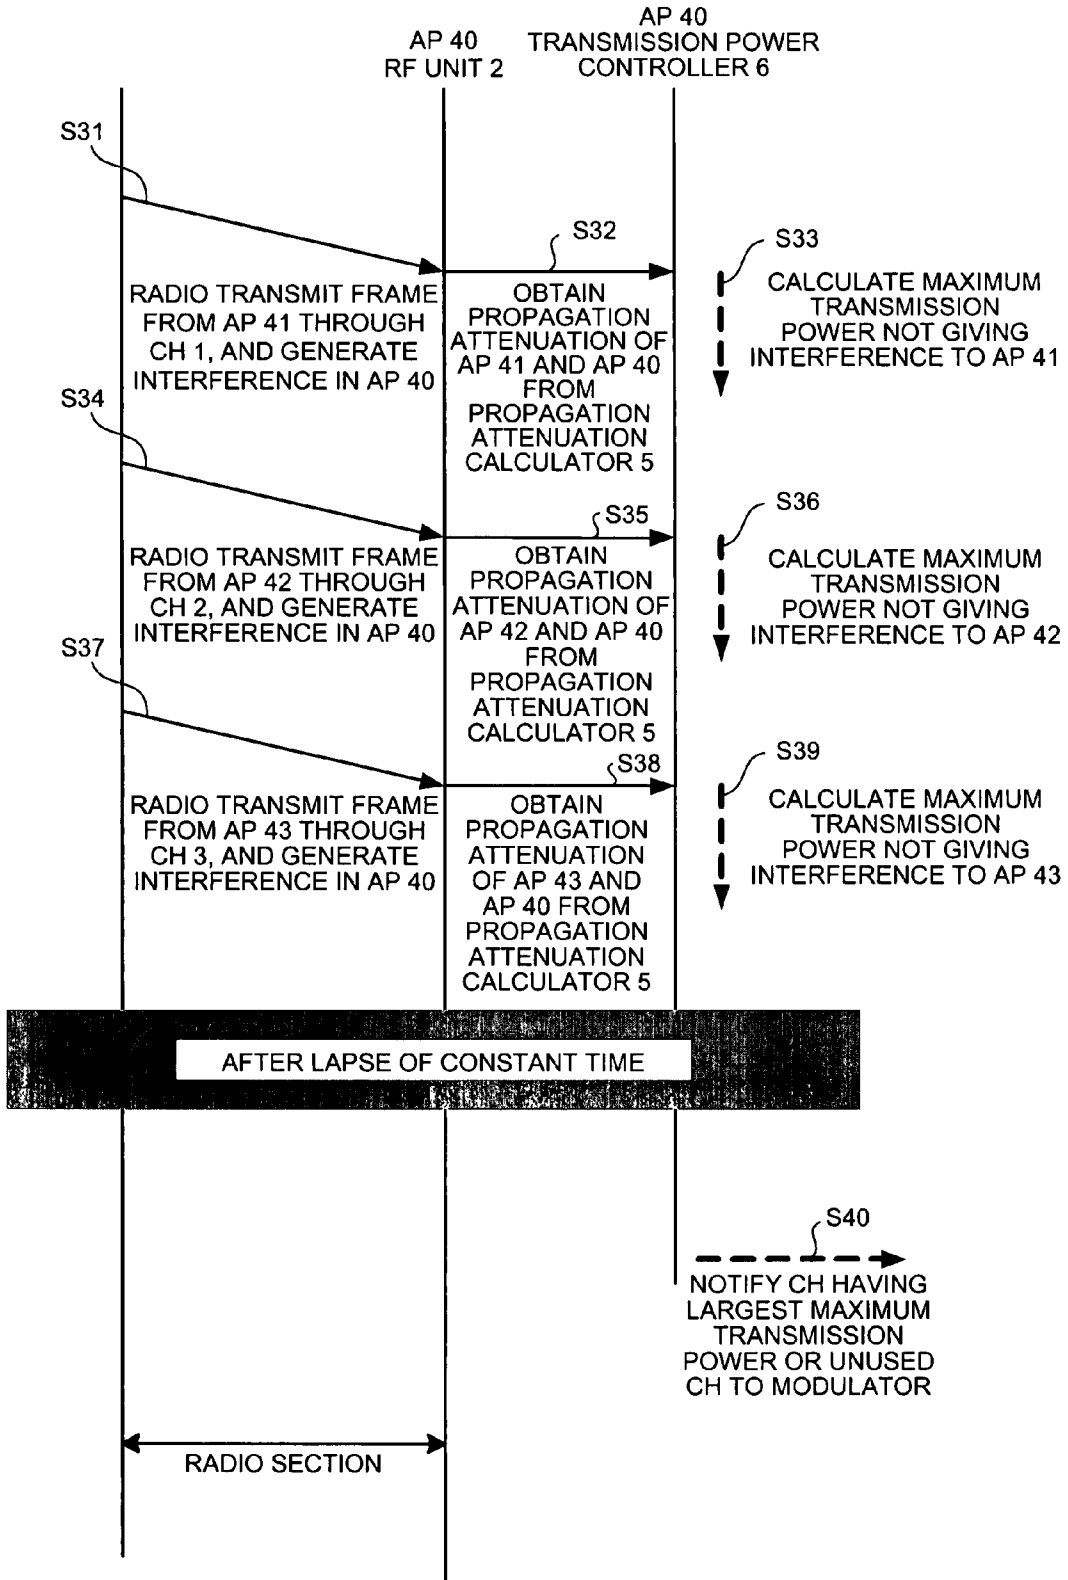 AP 40
RF UNIT 2
AP 40
TRANSMISSION POWER
CONTROLLER 6
S31
S32
S33
RADIO TRANSMIT FRAME
FROM AP 41 THROUGH
CH 1, AND GENERATE
INTERFERENCE IN AP 40
OBTAIN
PROPAGATION
ATTENUATION OF
AP 41 AND AP 40
FROM
PROPAGATION
ATTENUATION
CALCULATOR 5
CALCULATE MAXIMUM
TRANSMISSION
POWER NOT GIVING
INTERFERENCE TO AP 41
S34
S35
S36
RADIO TRANSMIT FRAME
FROM AP 42 THROUGH
CH 2, AND GENERATE
INTERFERENCE IN AP 40
OBTAIN
PROPAGATION
ATTENUATION OF
AP 42 AND AP 40
FROM
PROPAGATION
ATTENUATION
CALCULATOR 5
CALCULATE MAXIMUM
TRANSMISSION
POWER NOT GIVING
INTERFERENCE TO AP 42
S37
S38
S39
RADIO TRANSMIT FRAME
FROM AP 43 THROUGH
CH 3, AND GENERATE
INTERFERENCE IN AP 40
OBTAIN
PROPAGATION
ATTENUATION
OF AP 43 AND
AP 40 FROM
PROPAGATION
ATTENUATION
CALCULATOR 5
CALCULATE MAXIMUM
TRANSMISSION
POWER NOT GIVING
INTERFERENCE TO AP 43
AFTER LAPSE OF CONSTANT TIME
S40
NOTIFY CH HAVING
LARGEST MAXIMUM
TRANSMISSION
POWER OR UNUSED
CH TO MODULATOR
RADIO SECTION